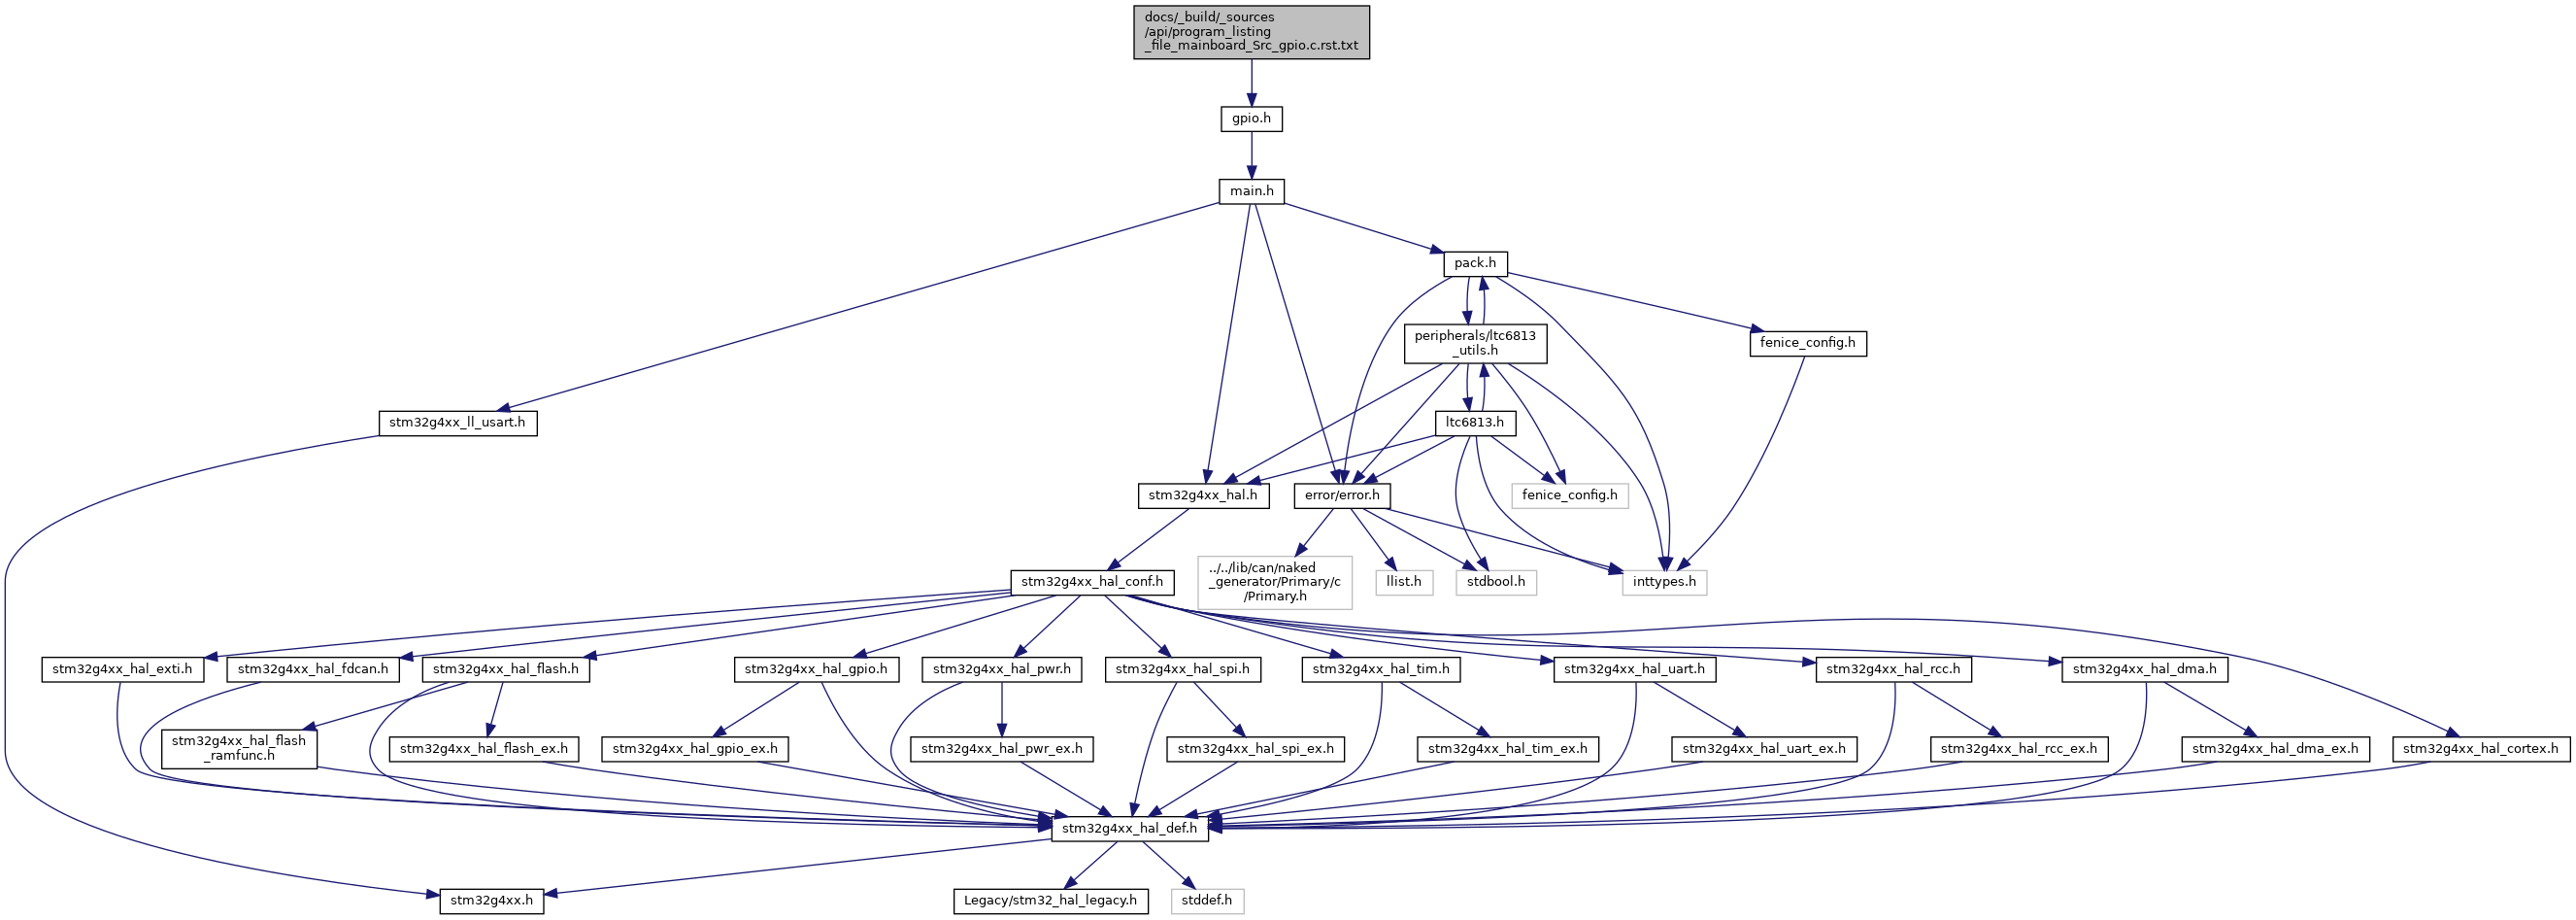 docs/_build/_sources
/api/program_listing
_file_mainboard_Src_gpio.c.rst.txt
gpio.h
main.h
pack.h
peripherals/ltc6813
_utils.h
fenice_config.h
stm32g4xx_ll_usart.h
ltc6813.h
stm32g4xx_hal.h
error/error.h
fenice_config.h
../../lib/can/naked
_generator/Primary/c
/Primary.h
stm32g4xx_hal_conf.h
llist.h
stdbool.h
inttypes.h
stm32g4xx_hal_exti.h
stm32g4xx_hal_fdcan.h
stm32g4xx_hal_flash.h
stm32g4xx_hal_gpio.h
stm32g4xx_hal_pwr.h
stm32g4xx_hal_spi.h
stm32g4xx_hal_tim.h
stm32g4xx_hal_uart.h
stm32g4xx_hal_rcc.h
stm32g4xx_hal_dma.h
stm32g4xx_hal_flash
_ramfunc.h
stm32g4xx_hal_flash_ex.h
stm32g4xx_hal_gpio_ex.h
stm32g4xx_hal_pwr_ex.h
stm32g4xx_hal_spi_ex.h
stm32g4xx_hal_tim_ex.h
stm32g4xx_hal_uart_ex.h
stm32g4xx_hal_rcc_ex.h
stm32g4xx_hal_dma_ex.h
stm32g4xx_hal_cortex.h
stm32g4xx_hal_def.h
stm32g4xx.h
Legacy/stm32_hal_legacy.h
stddef.h